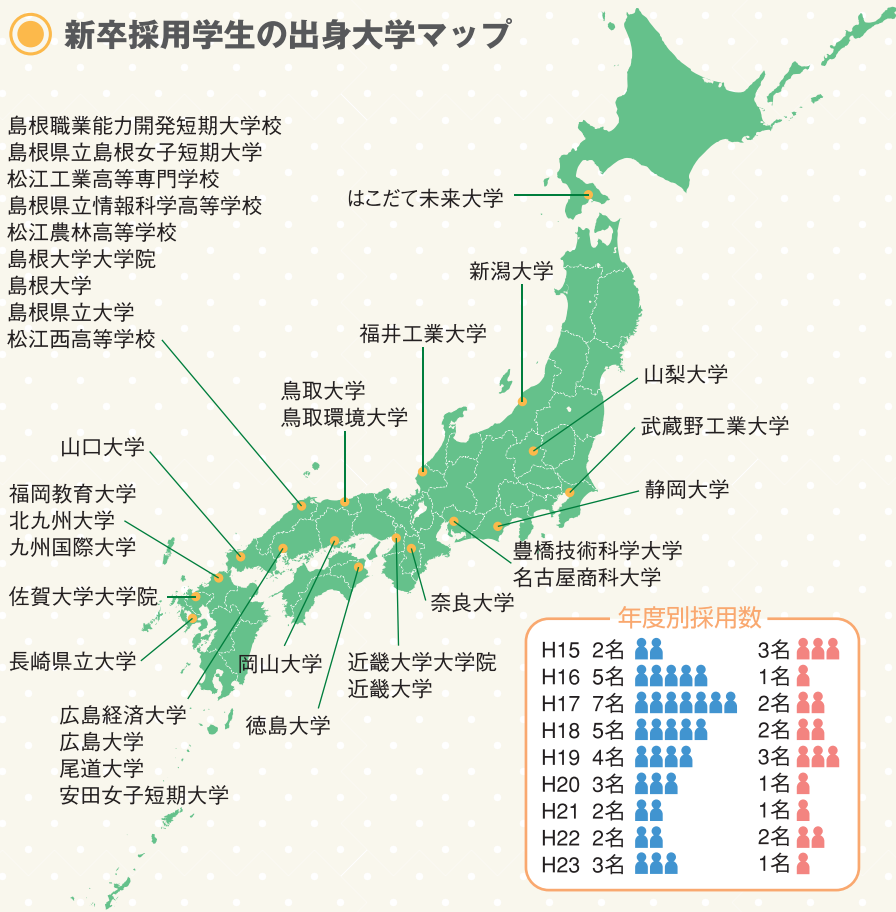 新卒採用学生の出身大学マップ
島根職業能力開発短期大学校
島根県立島根女子短期大学
松江工業高等専門学校
島根県立情報科学高等学校
松江農林高等学校
島根大学大学院
島根大学
島根県立大学
松江西高等学校
はこだて未来大学
新潟大学
福井工業大学
鳥取大学
鳥取環境大学
山梨大学
武蔵野工業大学
静岡大学
山口大学
福岡教育大学
北九州大学
九州国際大学
豊橋技術科学大学
名古屋商科大学
佐賀大学大学院
奈良大学
長崎県立大学
岡山大学
近畿大学大学院
近畿大学
徳島大学
広島経済大学
広島大学
尾道大学
安田女子短期大学
年度別採用数
H15 2名 3名
H16 5名 1名
H17 7名 2名
H18 5名 2名
H19 4名 3名
H20 3名 1名
H21 2名 1名
H22 2名 2名
H23 3名 1名